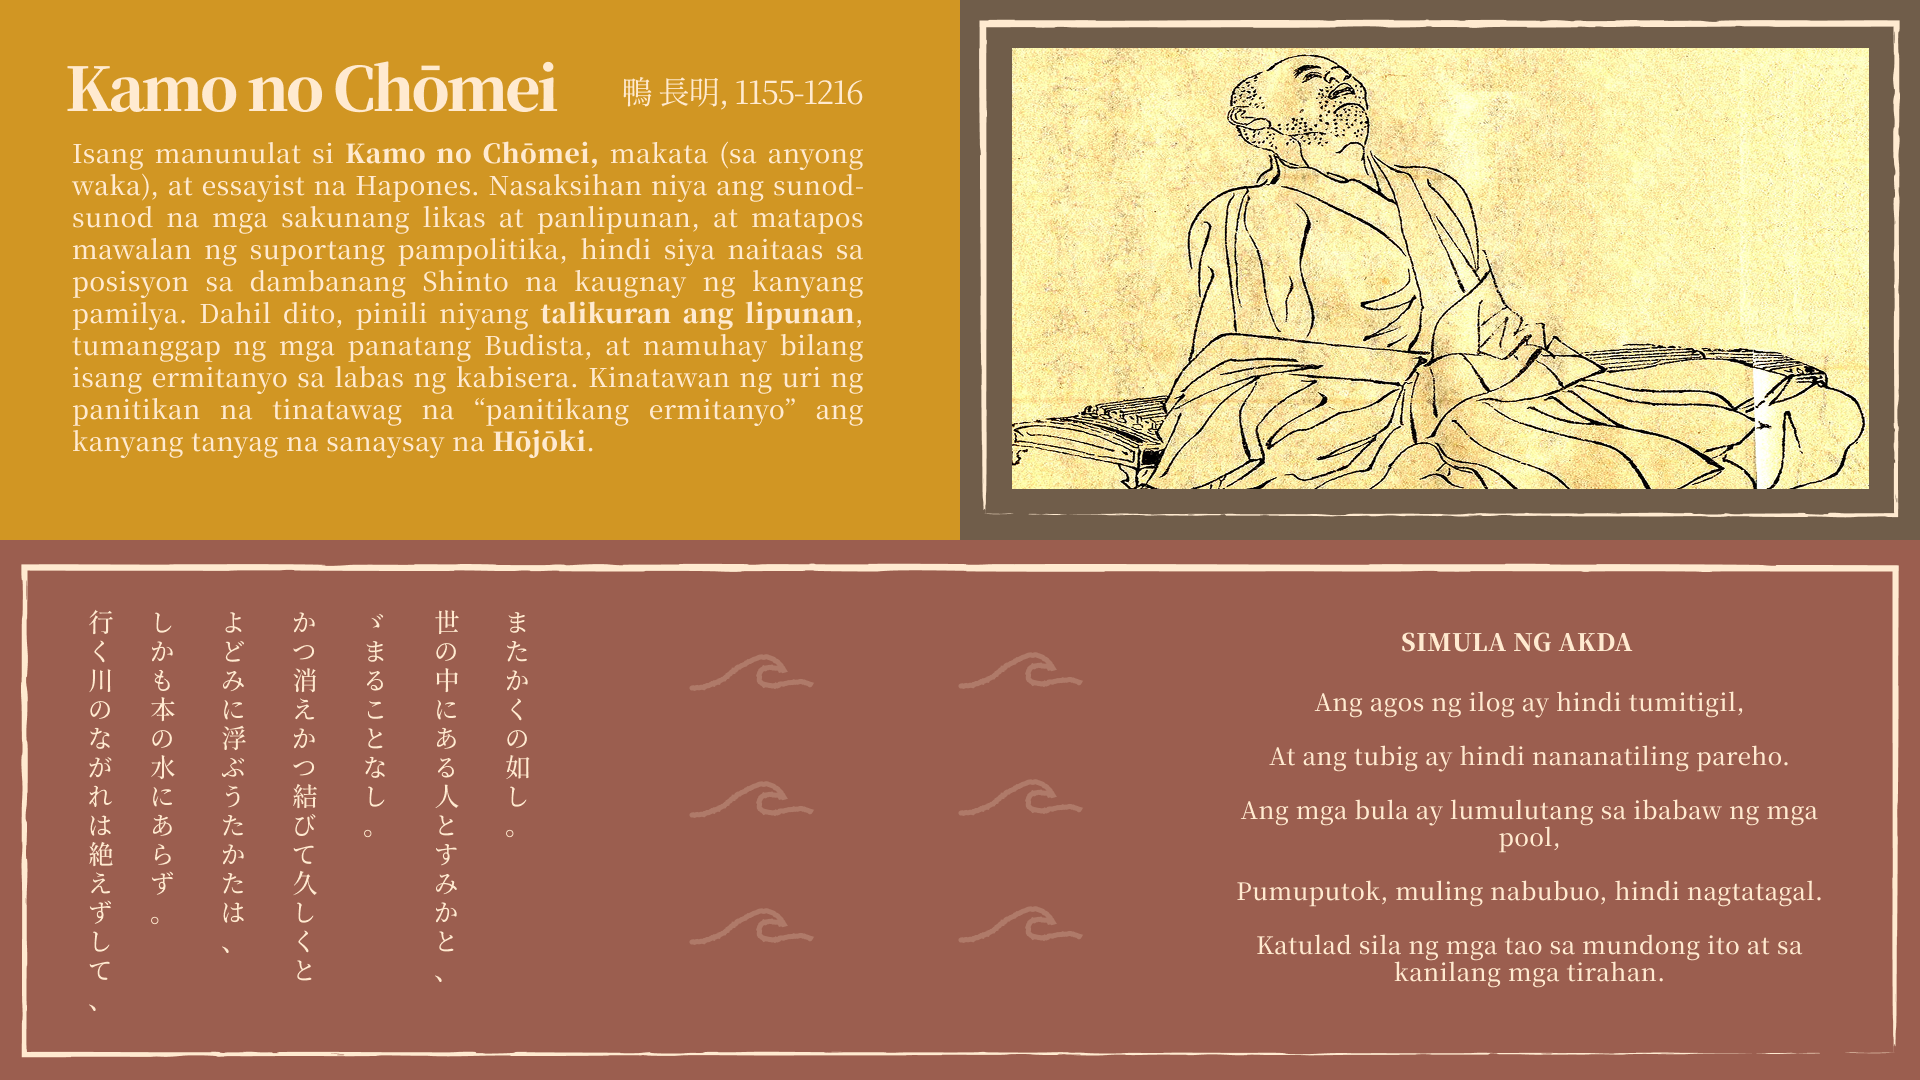 Kamo no Chōmei
鴨 長明, 1155-1216
Isang manunulat si Kamo no Chōmei, makata (sa anyong
waka), at essayist na Hapones. Nasaksihan niya ang sunod-
sunod na mga sakunang likas at panlipunan, at matapos
mawalan ng suportang pampolitika, hindi siya naitaas sa
posisyon sa dambanang Shinto na kaugnay ng kanyang
pamilya. Dahil dito, pinili niyang talikuran ang lipunan,
tumanggap ng mga panatang Budista, at namuhay bilang
isang ermitanyo sa labas ng kabisera. Kinatawan ng uri ng
panitikan na tinatawag na “panitikang ermitanyo” ang
kanyang tanyag na sanaysay na Hōjōki.
行く川のながれは絶えずして、
しかも本の水にあらず。
よどみに浮ぶうたかたは、
かつ消えかつ結びて久しくと
ゞまることなし。
世の中にある人とすみかと、
またかくの如し。
SIMULA NG AKDA
Ang agos ng ilog ay hindi tumitigil,
At ang tubig ay hindi nananatiling pareho.
Ang mga bula ay lumulutang sa ibabaw ng mga
pool,
Pumuputok, muling nabubuo, hindi nagtatagal.
Katulad sila ng mga tao sa mundong ito at sa
kanilang mga tirahan.